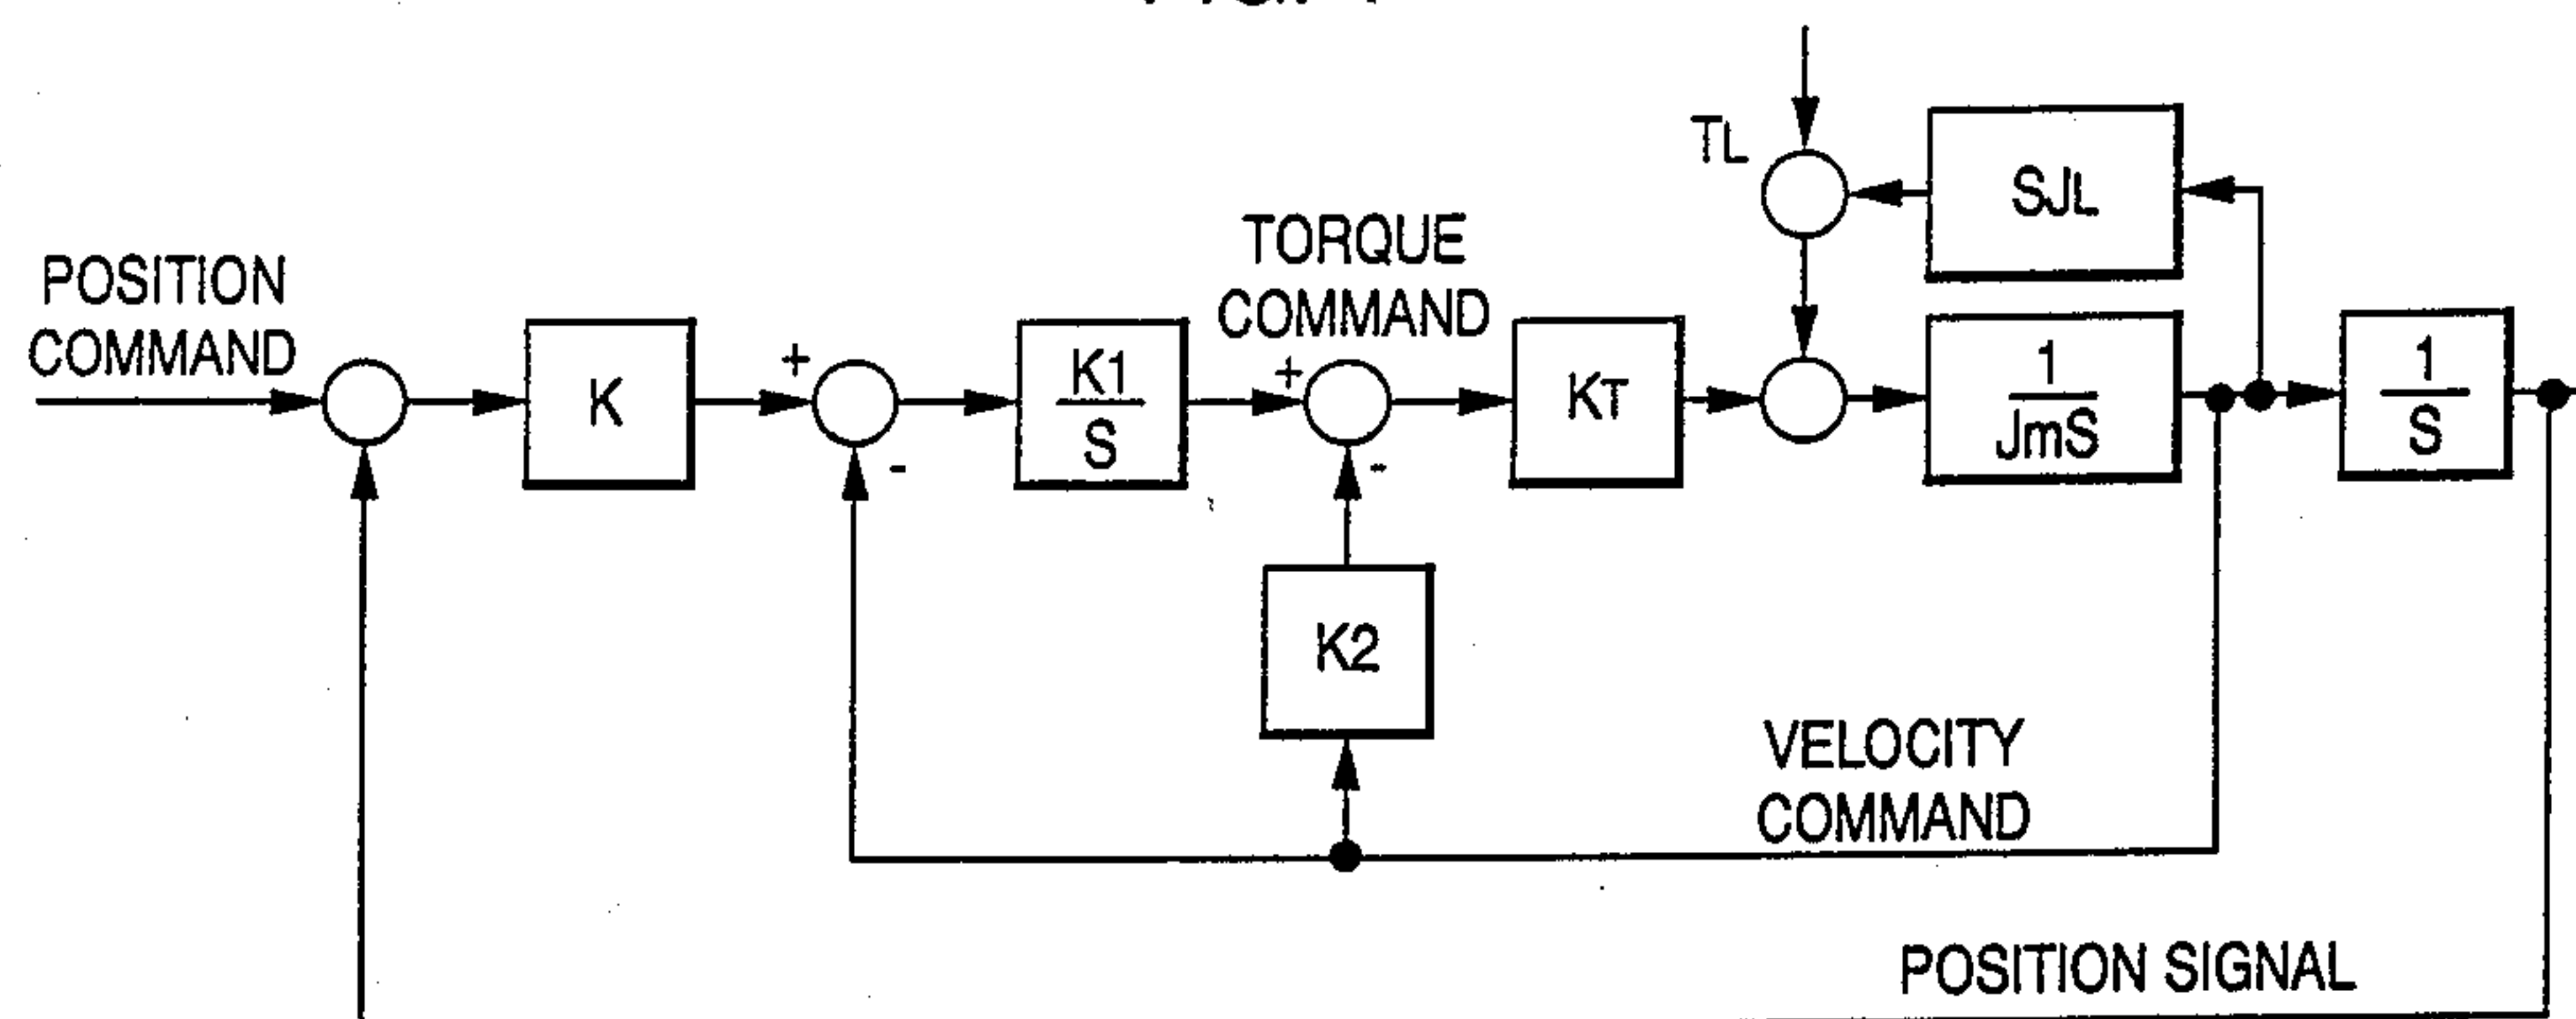 TL
SJL
TORQUE
COMMAND
POSITION
COMMAND
K
+
-
K1
S
+
-
KT
1
JmS
1
S
K2
VELOCITY
COMMAND
POSITION SIGNAL